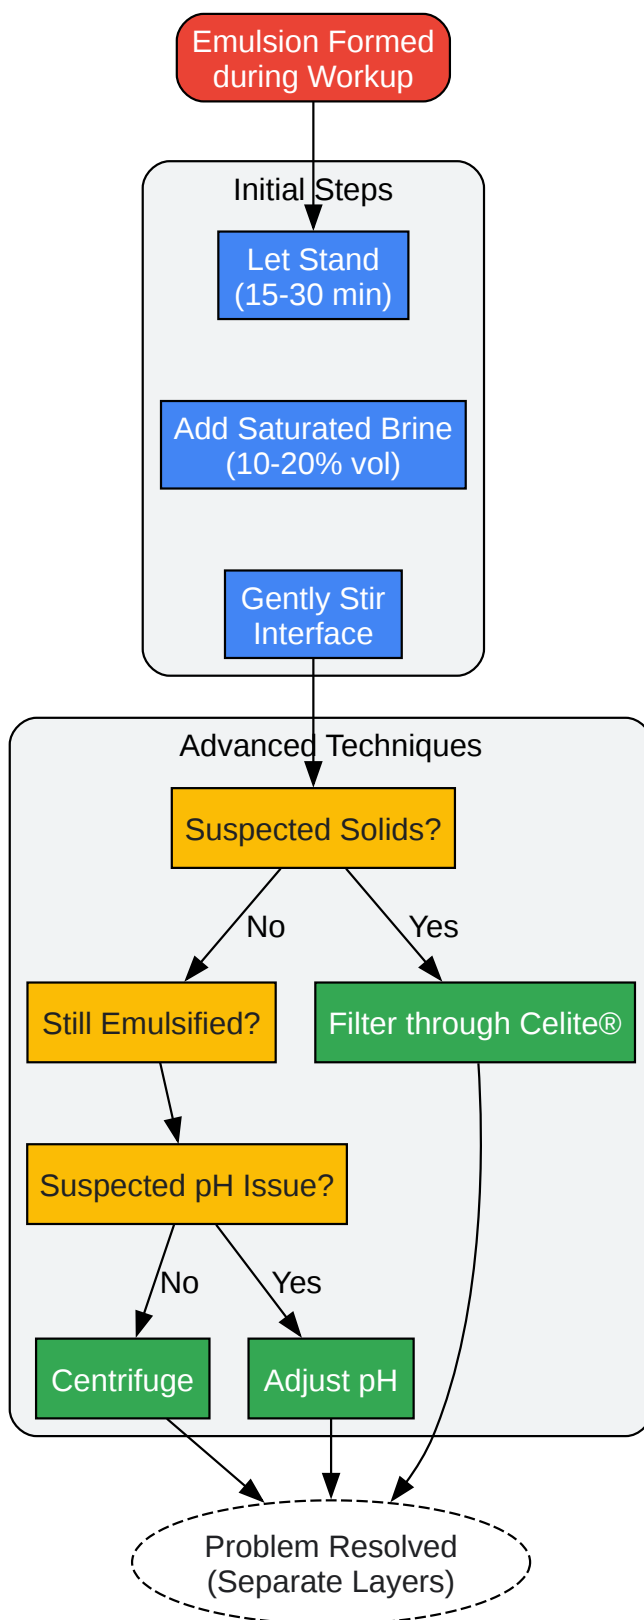 Emulsion Formed
during Workup
Initial Steps
Let Stand
(15-30 min)
Add Saturated Brine
(10-20% vol)
Gently Stir
Interface
Advanced Techniques
Suspected Solids?
No
Yes
Still Emulsified?
Filter through Celite®
Suspected pH Issue?
No
Yes
Centrifuge
Adjust pH
Problem Resolved
(Separate Layers)